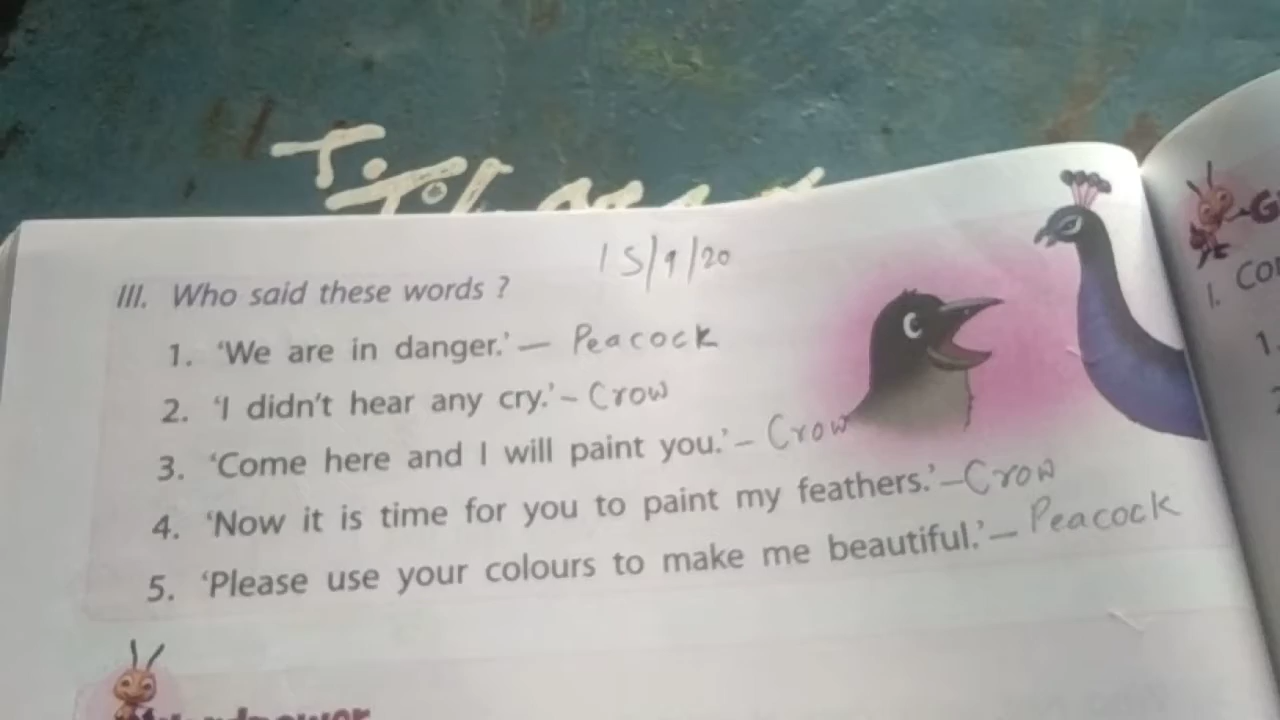 15/9/20
III. Who said these words ?
1. ‘We are in danger.’ — Peacock
2. ‘I didn’t hear any cry.’ – Crow
3. ‘Come here and I will paint you.’ – Crow
4. ‘Now it is time for you to paint my feathers.’ – Crow
5. ‘Please use your colours to make me beautiful.’ — Peacock
I.
1.